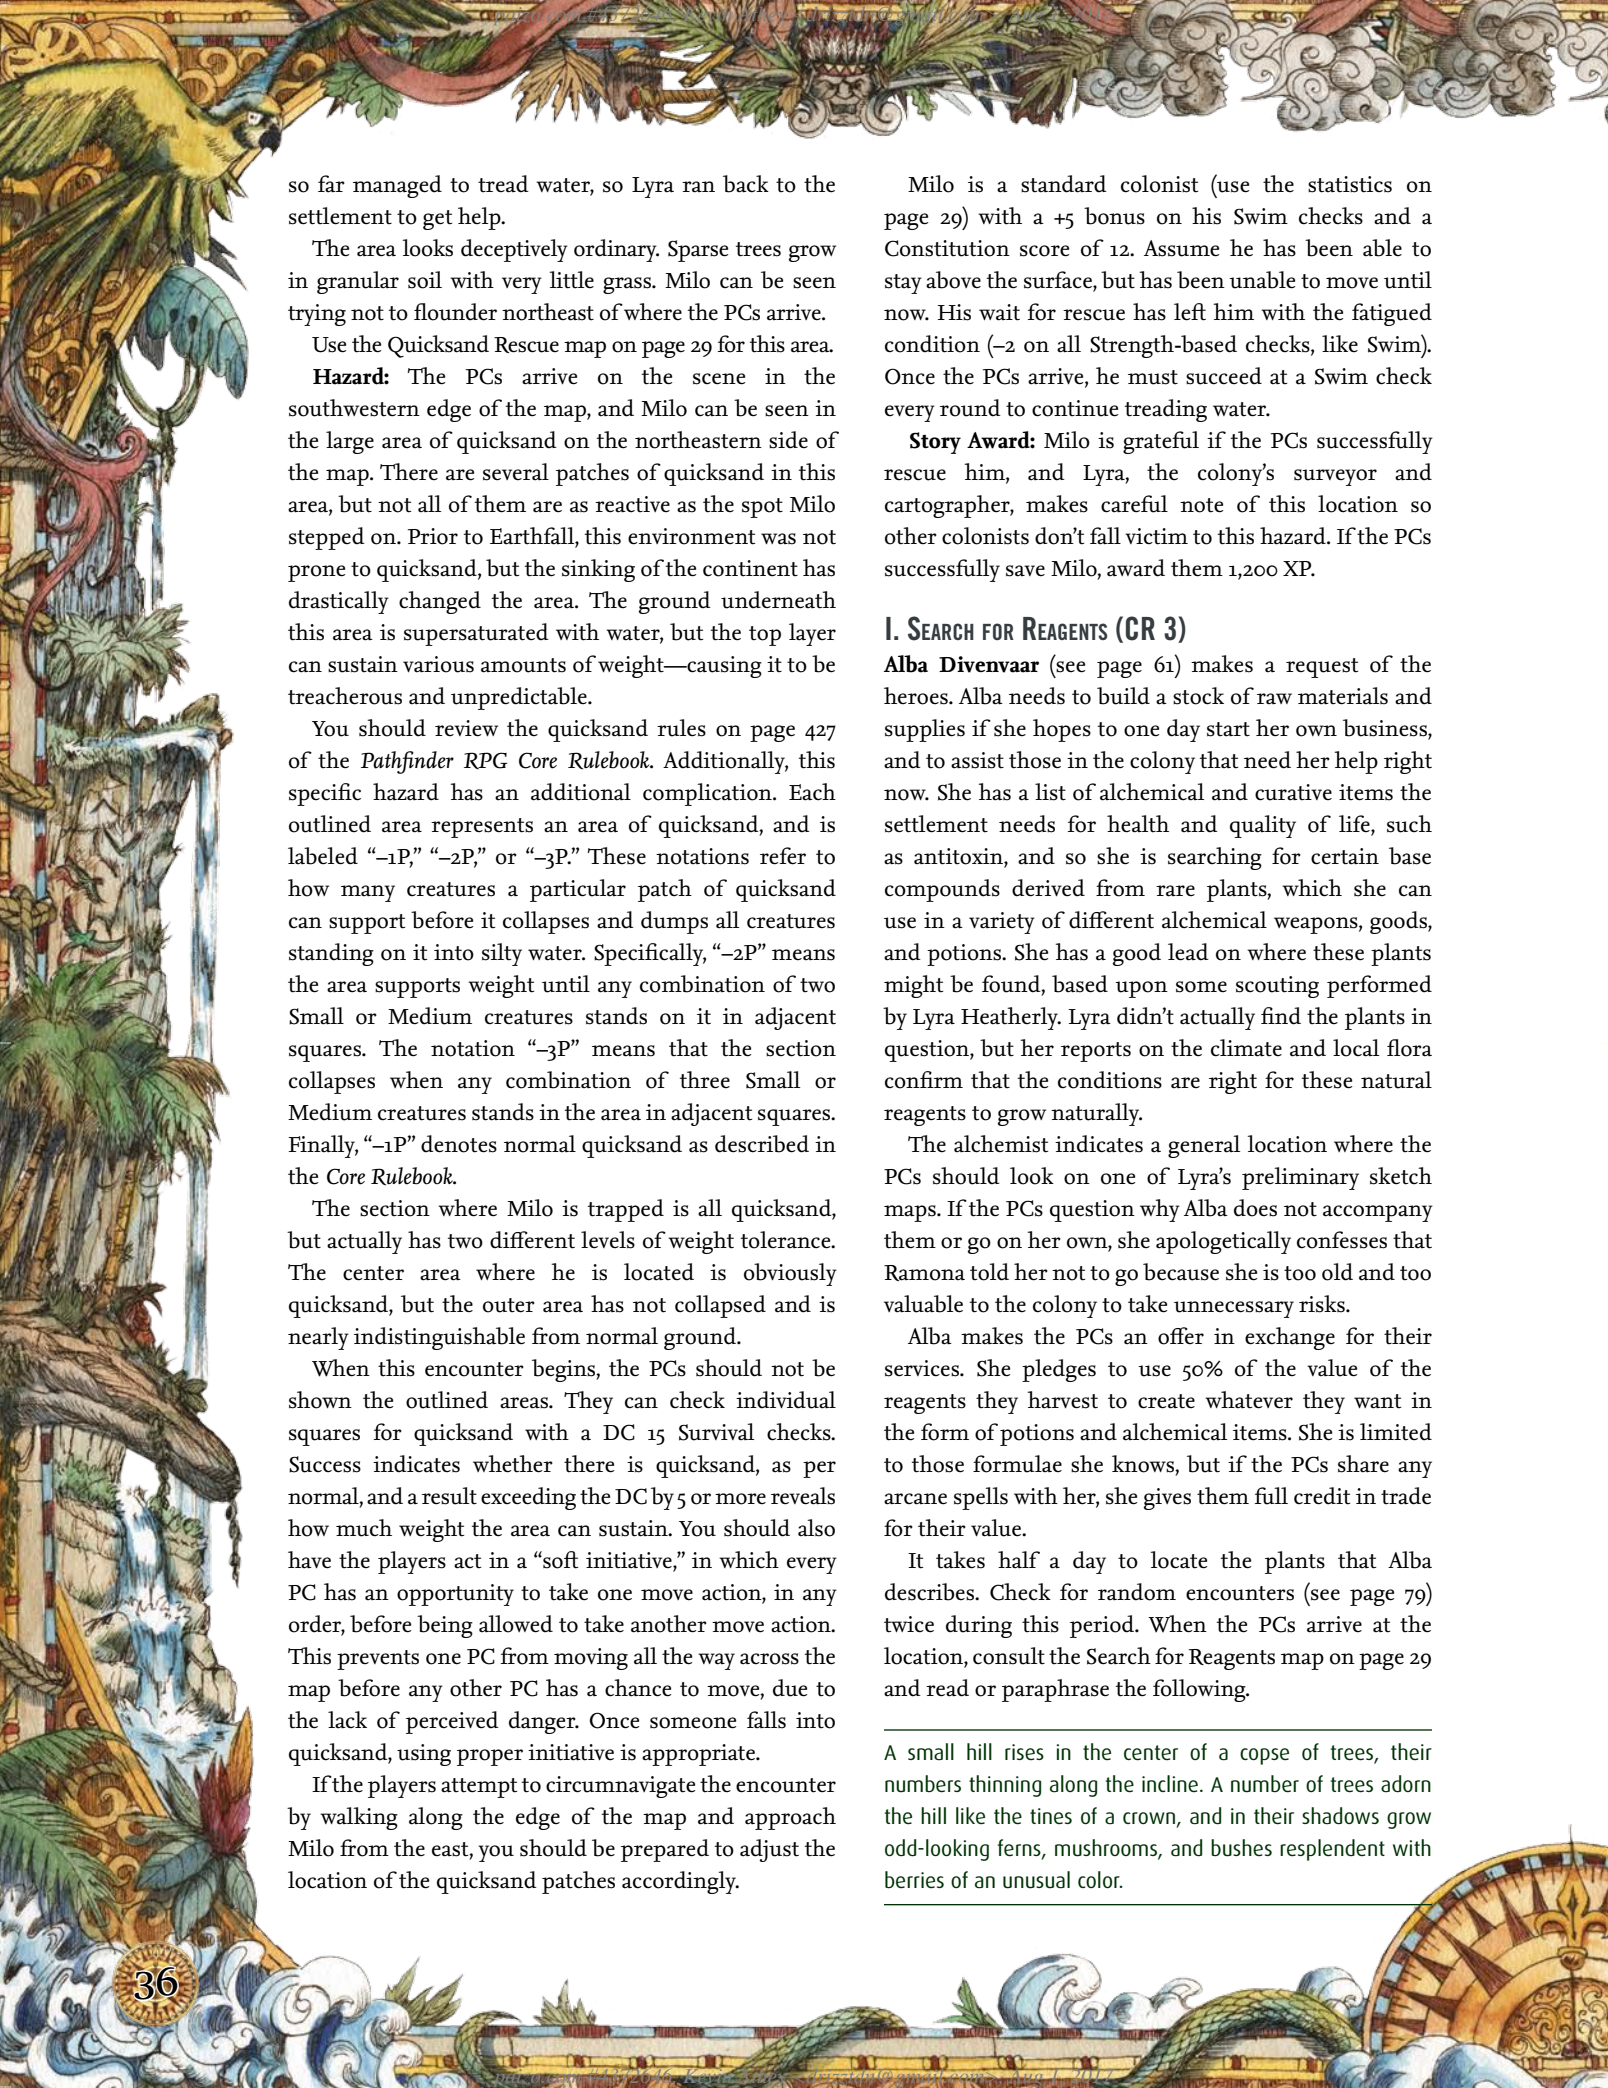 so far managed to tread water, so Lyra ran back to the
settlement to get help.
The area looks deceptively ordinary. Sparse trees grow
in granular soil with very little grass. Milo can be seen
trying not to flounder northeast of where the PCs arrive.
Use the Quicksand Rescue map on page 29 for this area.
Hazard: The PCs arrive on the scene in the
southwestern edge of the map, and Milo can be seen in
the large area of quicksand on the northeastern side of
the map. There are several patches of quicksand in this
area, but not all of them are as reactive as the spot Milo
stepped on. Prior to Earthfall, this environment was not
prone to quicksand, but the sinking of the continent has
drastically changed the area. The ground underneath
this area is supersaturated with water, but the top layer
can sustain various amounts of weight—causing it to be
treacherous and unpredictable.
You should review the quicksand rules on page 427
of the Pathfinder RPG Core Rulebook. Additionally, this
specific hazard has an additional complication. Each
outlined area represents an area of quicksand, and is
labeled “–1P,” “–2P,” or “–3P.” These notations refer to
how many creatures a particular patch of quicksand
can support before it collapses and dumps all creatures
standing on it into silty water. Specifically, “–2P” means
the area supports weight until any combination of two
Small or Medium creatures stands on it in adjacent
squares. The notation “–3P” means that the section
collapses when any combination of three Small or
Medium creatures stands in the area in adjacent squares.
Finally, “–1P” denotes normal quicksand as described in
the Core Rulebook.
The section where Milo is trapped is all quicksand,
but actually has two different levels of weight tolerance.
The center area where he is located is obviously
quicksand, but the outer area has not collapsed and is
nearly indistinguishable from normal ground.
When this encounter begins, the PCs should not be
shown the outlined areas. They can check individual
squares for quicksand with a DC 15 Survival checks.
Success indicates whether there is quicksand, as per
normal, and a result exceeding the DC by 5 or more reveals
how much weight the area can sustain. You should also
have the players act in a “soft initiative,” in which every
PC has an opportunity to take one move action, in any
order, before being allowed to take another move action.
This prevents one PC from moving all the way across the
map before any other PC has a chance to move, due to
the lack of perceived danger. Once someone falls into
quicksand, using proper initiative is appropriate.
If the players attempt to circumnavigate the encounter
by walking along the edge of the map and approach
Milo from the east, you should be prepared to adjust the
location of the quicksand patches accordingly.
Milo is a standard colonist (use the statistics on
page 29) with a +5 bonus on his Swim checks and a
Constitution score of 12. Assume he has been able to
stay above the surface, but has been unable to move until
now. His wait for rescue has left him with the fatigued
condition (–2 on all Strength-based checks, like Swim).
Once the PCs arrive, he must succeed at a Swim check
every round to continue treading water.
Story Award: Milo is grateful if the PCs successfully
rescue him, and Lyra, the colony’s surveyor and
cartographer, makes careful note of this location so
other colonists don’t fall victim to this hazard. If the PCs
successfully save Milo, award them 1,200 XP.
I. Search for Reagents (CR 3)
Alba Divenvaar (see page 61) makes a request of the
heroes. Alba needs to build a stock of raw materials and
supplies if she hopes to one day start her own business,
and to assist those in the colony that need her help right
now. She has a list of alchemical and curative items the
settlement needs for health and quality of life, such
as antitoxin, and so she is searching for certain base
compounds derived from rare plants, which she can
use in a variety of different alchemical weapons, goods,
and potions. She has a good lead on where these plants
might be found, based upon some scouting performed
by Lyra Heatherly. Lyra didn’t actually find the plants in
question, but her reports on the climate and local flora
confirm that the conditions are right for these natural
reagents to grow naturally.
The alchemist indicates a general location where the
PCs should look on one of Lyra’s preliminary sketch
maps. If the PCs question why Alba does not accompany
them or go on her own, she apologetically confesses that
Ramona told her not to go because she is too old and too
valuable to the colony to take unnecessary risks.
Alba makes the PCs an offer in exchange for their
services. She pledges to use 50% of the value of the
reagents they harvest to create whatever they want in
the form of potions and alchemical items. She is limited
to those formulae she knows, but if the PCs share any
arcane spells with her, she gives them full credit in trade
for their value.
It takes half a day to locate the plants that Alba
describes. Check for random encounters (see page 79)
twice during this period. When the PCs arrive at the
location, consult the Search for Reagents map on page 29
and read or paraphrase the following.
A small hill rises in the center of a copse of trees, their
numbers thinning along the incline. A number of trees adorn
the hill like the tines of a crown, and in their shadows grow
odd-looking ferns, mushrooms, and bushes resplendent with
berries of an unusual color.
36